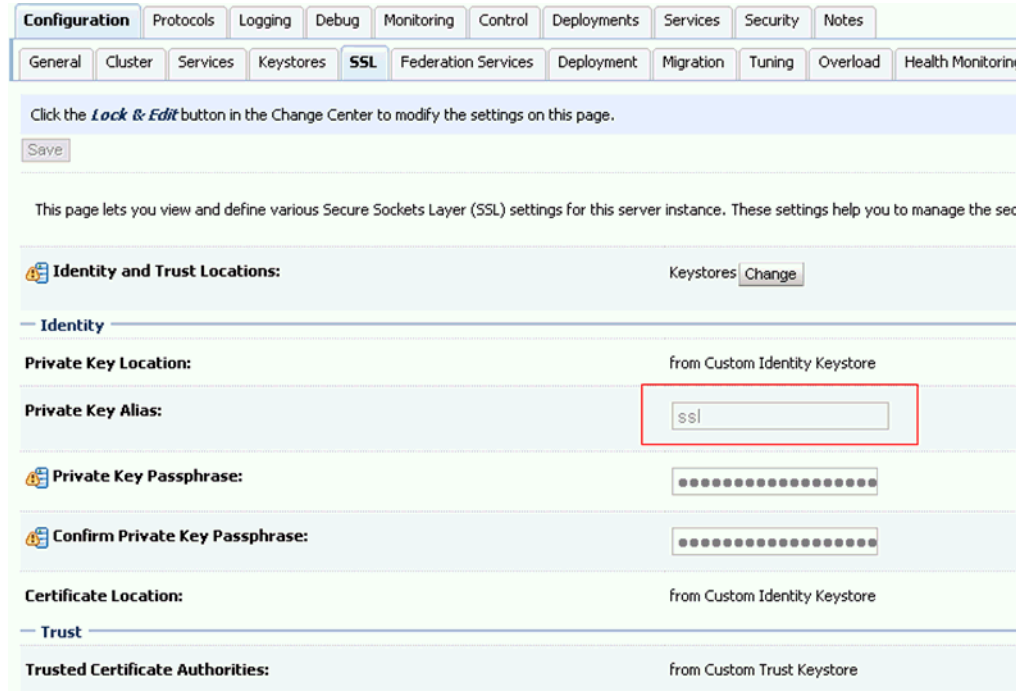 Configuration Protocols Logging Debug Monitoring Control Deployments Services Security Notes
General Cluster Services Keystores SSL Federation Services Deployment Migration Tuning Overload Health Monitoring
Click the Lock & Edit button in the Change Center to modify the settings on this page.
Save
This page lets you view and define various Secure Sockets Layer (SSL) settings for this server instance. These settings help you to manage the sec
Identity and Trust Locations: Keystores Change
Identity
Private Key Location: from Custom Identity Keystore
Private Key Alias: ssl
Private Key Passphrase: ●●●●●●●●●●●●●●●●●●
Confirm Private Key Passphrase: ●●●●●●●●●●●●●●●●●●
Certificate Location: from Custom Identity Keystore
Trust
Trusted Certificate Authorities: from Custom Trust Keystore